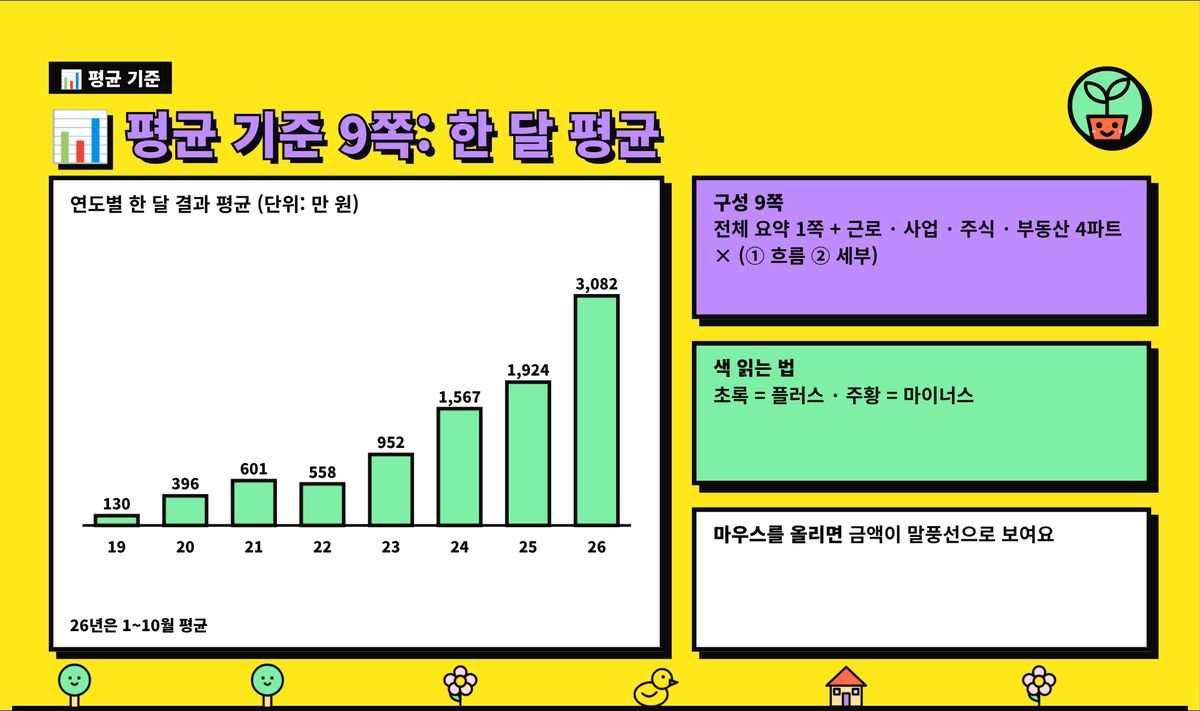 📊 평균 기준
📊 평균 기준 9쪽: 한 달 평균
연도별 한 달 결과 평균 (단위: 만 원)
130
396
601
558
952
1,567
1,924
3,082
19
20
21
22
23
24
25
26
26년은 1~10월 평균
구성 9쪽
전체 요약 1쪽 + 근로 · 사업 · 주식 · 부동산 4파트
× (① 흐름 ② 세부)
색 읽는 법
초록 = 플러스 · 주황 = 마이너스
마우스를 올리면 금액이 말풍선으로 보여요